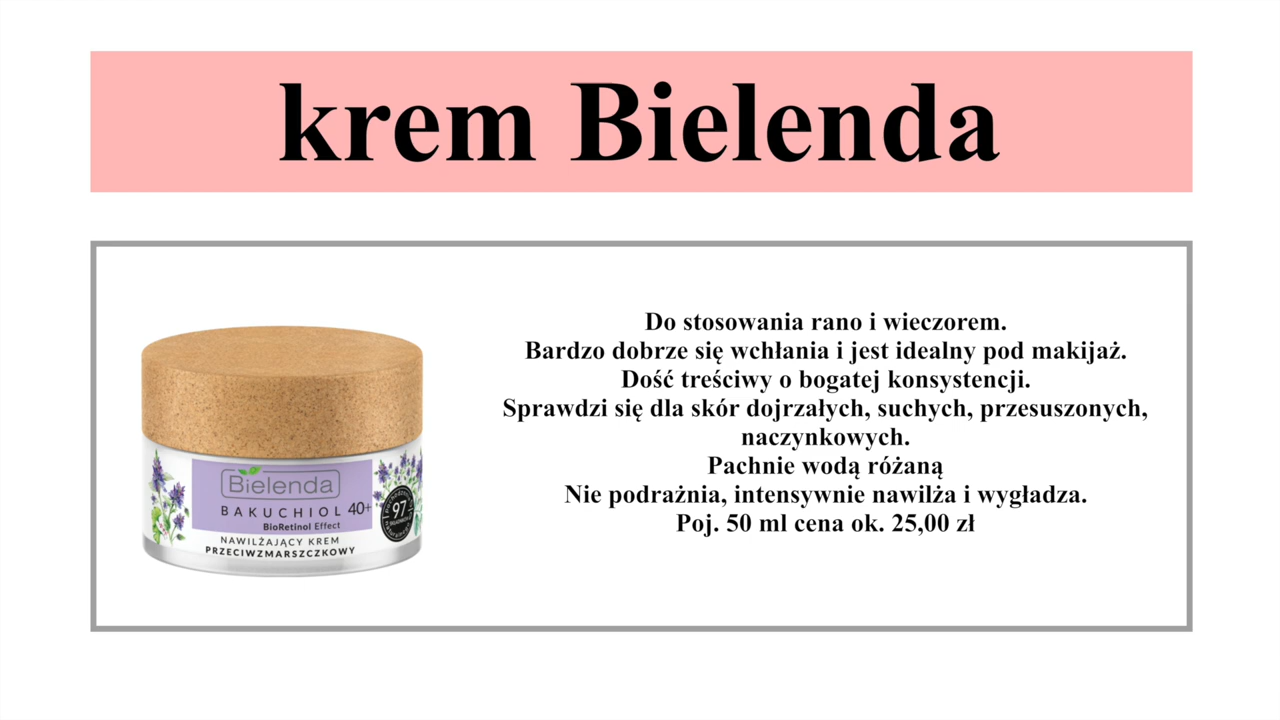 krem Bielenda
Do stosowania rano i wieczorem.
Bardzo dobrze się wchłania i jest idealny pod makijaż.
Dość treściwy o bogatej konsystencji.
Sprawdzi się dla skór dojrzałych, suchych, przesuszonych,
naczynkowych.
Pachnie wodą różaną
Nie podrażnia, intensywnie nawilża i wygładza.
Poj. 50 ml cena ok. 25,00 zł
Bielenda
BAKUCHIOL 40+
BioRetinol Effect
NAWILŻAJĄCY KREM
PRZECIWZMARSZCZKOWY
97